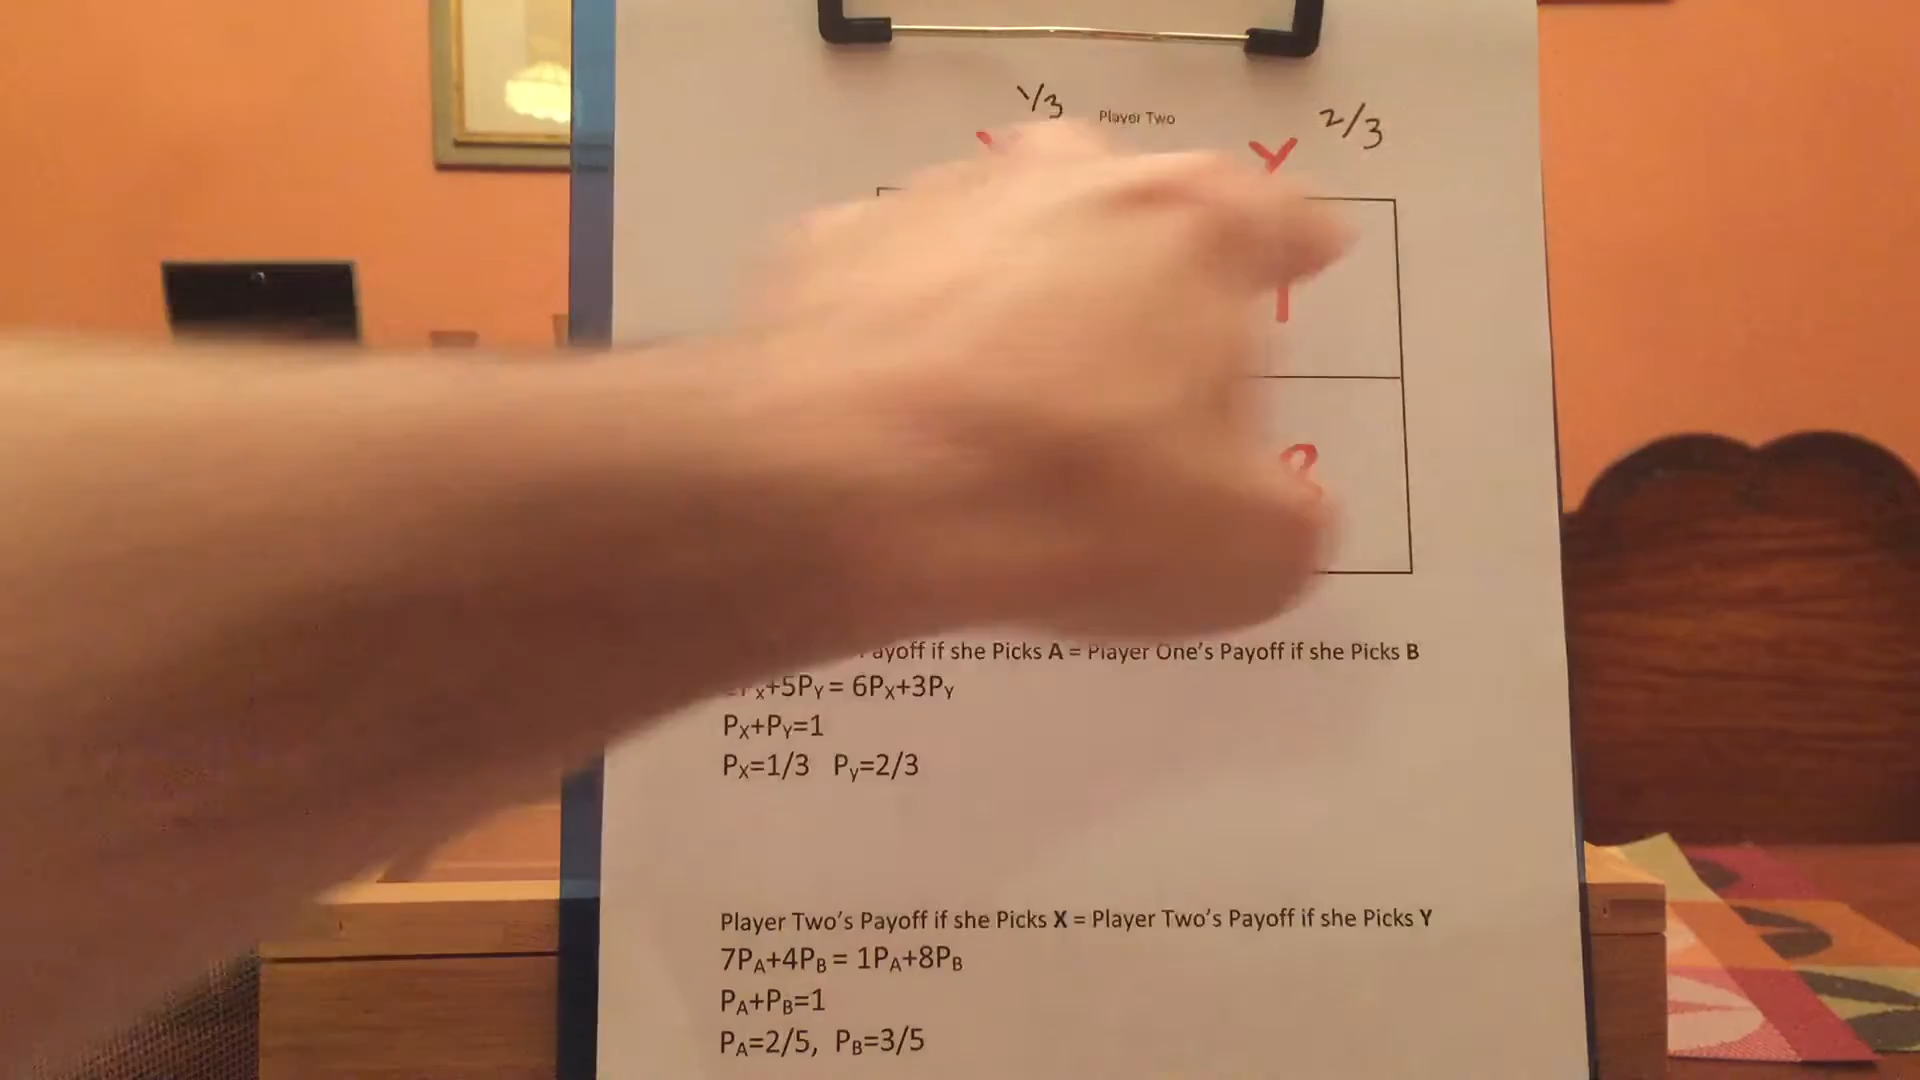 1/3 Player Two 2/3
Y
1
8
ayoff if she Picks A = Player One's Payoff if she Picks B
x+5PY = 6PX+3PY
PX+PY=1
PX=1/3 PY=2/3
Player Two's Payoff if she Picks X = Player Two's Payoff if she Picks Y
7PA+4PB = 1PA+8PB
PA+PB=1
PA=2/5, PB=3/5